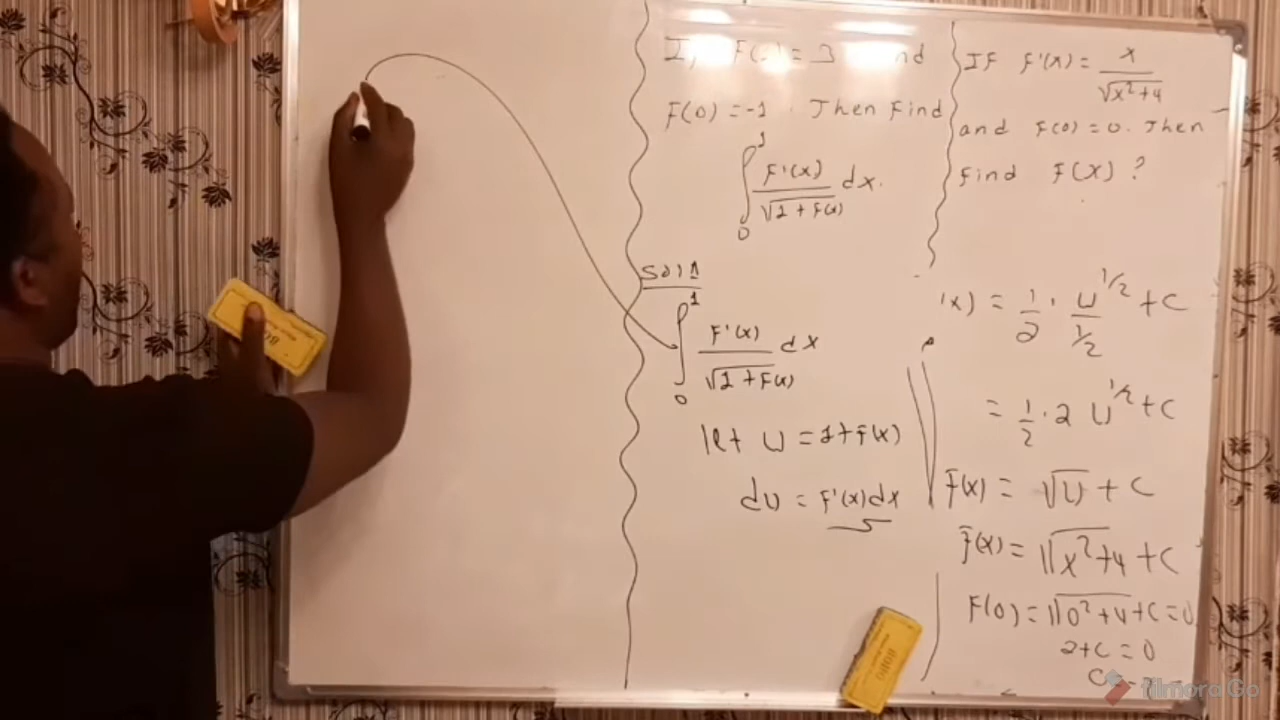 F(0) = -1 . Then Find
∫₀¹ F'(x)/√(1 + F(x)) dx.
Sol1
∫₀¹ F'(x)/√(1 + F(x)) dx
let u = 1 + F(x)
du = F'(x)dx
IF F'(x) = x/√(x²+4)
and F(0) = 0. Then
Find F(x) ?
(x) = 1/2 · u^1/2/1/2 + C
= 1/2 · 2 u^1/2 + C
F(x) = √u + C
F(x) = √(x²+4) + C
F(0) = √(0²+4) + C = 0
2+C = 0
filmora Go